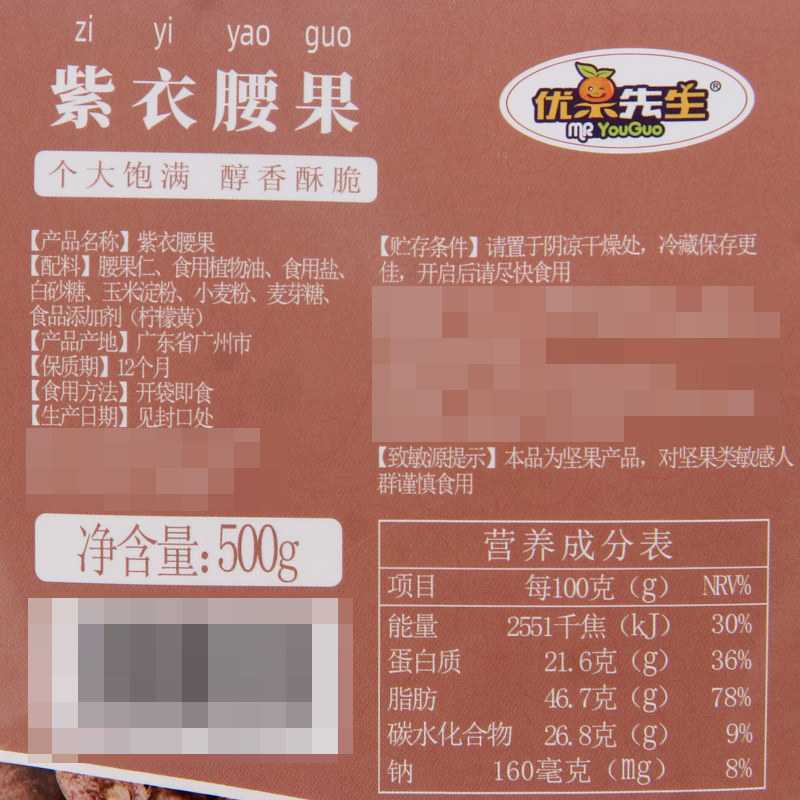 zi yi yao guo
紫衣腰果
个大饱满 醇香酥脆
优果先生®
MR YouGuo
【产品名称】紫衣腰果
【配料】腰果仁、食用植物油、食用盐、
白砂糖、玉米淀粉、小麦粉、麦芽糖、
食品添加剂（柠檬黄）
【产品产地】广东省广州市
【保质期】12个月
【食用方法】开袋即食
【生产日期】见封口处
净含量:500g
【贮存条件】请置于阴凉干燥处，冷藏保存更
佳，开启后请尽快食用
【致敏源提示】本品为坚果产品，对坚果类敏感人
群谨慎食用
营养成分表
项目 每100克（g） NRV%
能量 2551千焦（kJ） 30%
蛋白质 21.6克（g） 36%
脂肪 46.7克（g） 78%
碳水化合物 26.8克（g） 9%
钠 160毫克（mg） 8%